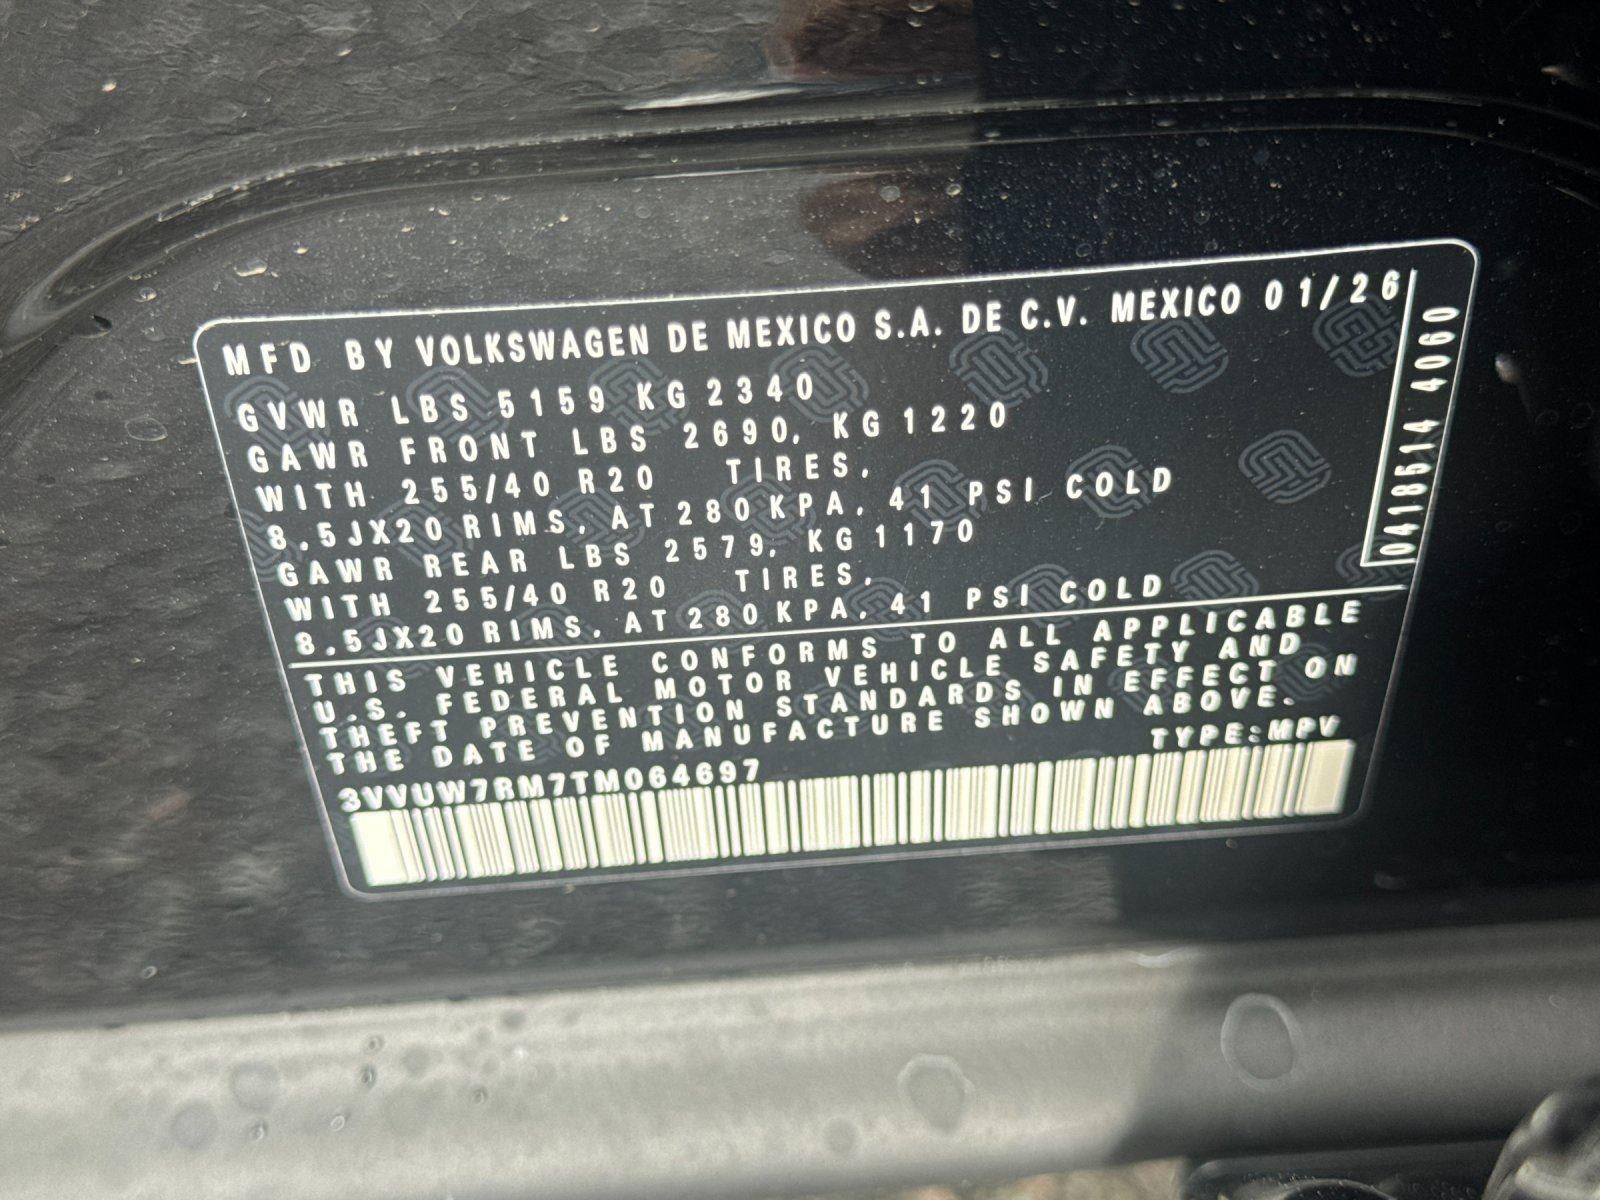 MFD BY VOLKSWAGEN DE MEXICO S.A. DE C.V. MEXICO 01/26
GVWR LBS 5159 KG 2340
GAWR FRONT LBS 2690, KG 1220
WITH 255/40 R20 TIRES,
8.5JX20 RIMS, AT 280 KPA, 41 PSI COLD
GAWR REAR LBS 2579, KG 1170
WITH 255/40 R20 TIRES,
8.5JX20 RIMS, AT 280 KPA, 41 PSI COLD
0418514 4060
THIS VEHICLE CONFORMS TO ALL APPLICABLE
U.S. FEDERAL MOTOR VEHICLE SAFETY AND
THEFT PREVENTION STANDARDS IN EFFECT ON
THE DATE OF MANUFACTURE SHOWN ABOVE.
3VVUW7RM7TM064697 TYPE:MPV